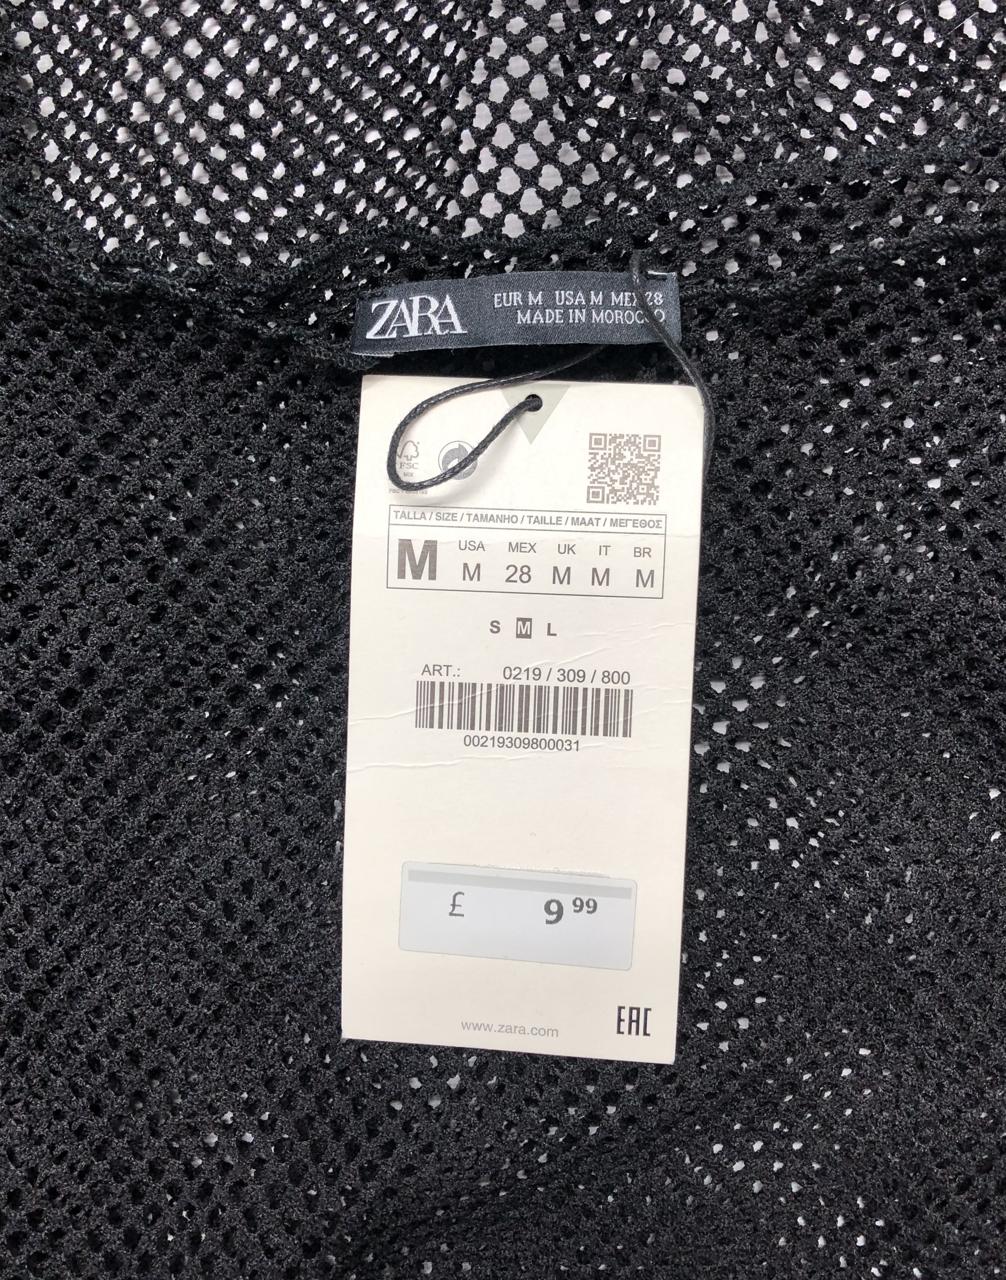 ZARA
EUR M USA M MEX 28
MADE IN MOROCCO
FSC
MIX
TALLA / SIZE / TAMANHO / TAILLE / MAAT / ΜΕΓΕΘΟΣ
M
USA MEX UK IT BR
M 28 M M M
S M L
ART.: 0219 / 309 / 800
00219309800031
£ 9 99
www.zara.com
EAC